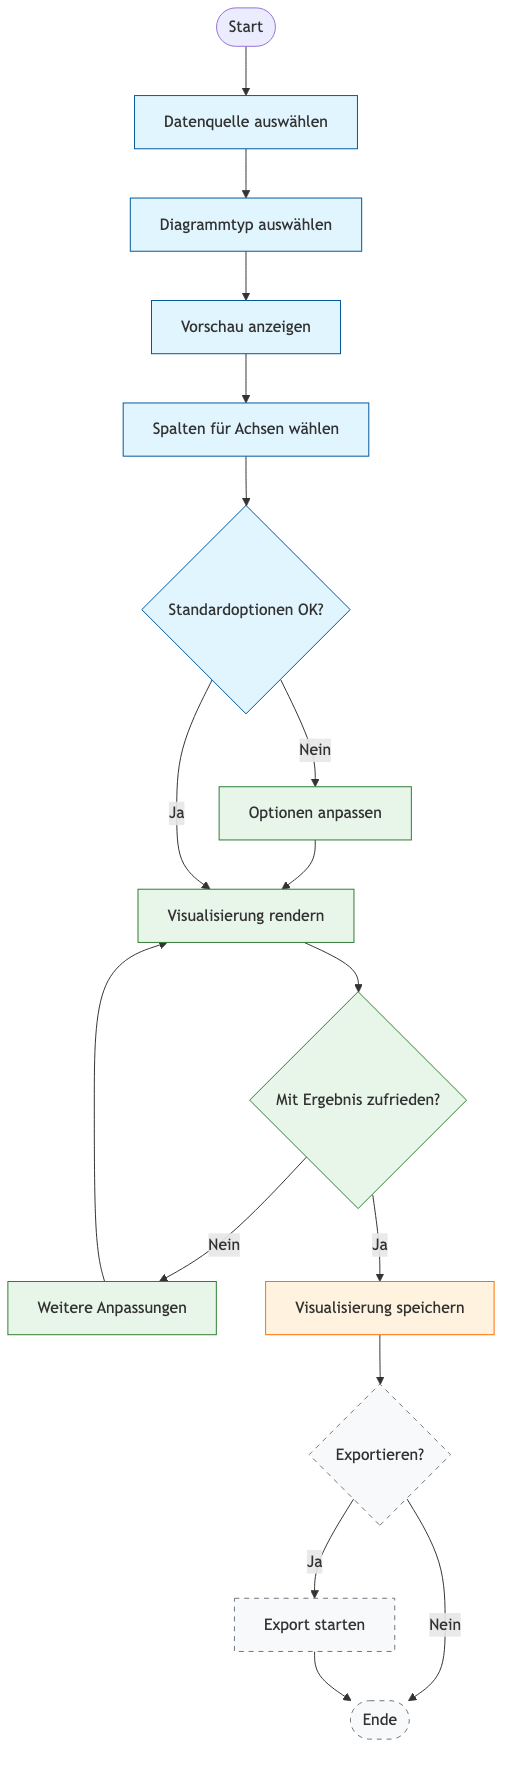 Start
Datenquelle auswählen
Diagrammtyp auswählen
Vorschau anzeigen
Spalten für Achsen wählen
Standardoptionen OK?
Nein
Ja
Optionen anpassen
Visualisierung rendern
Mit Ergebnis zufrieden?
Nein
Ja
Weitere Anpassungen
Visualisierung speichern
Exportieren?
Ja
Export starten
Nein
Ende